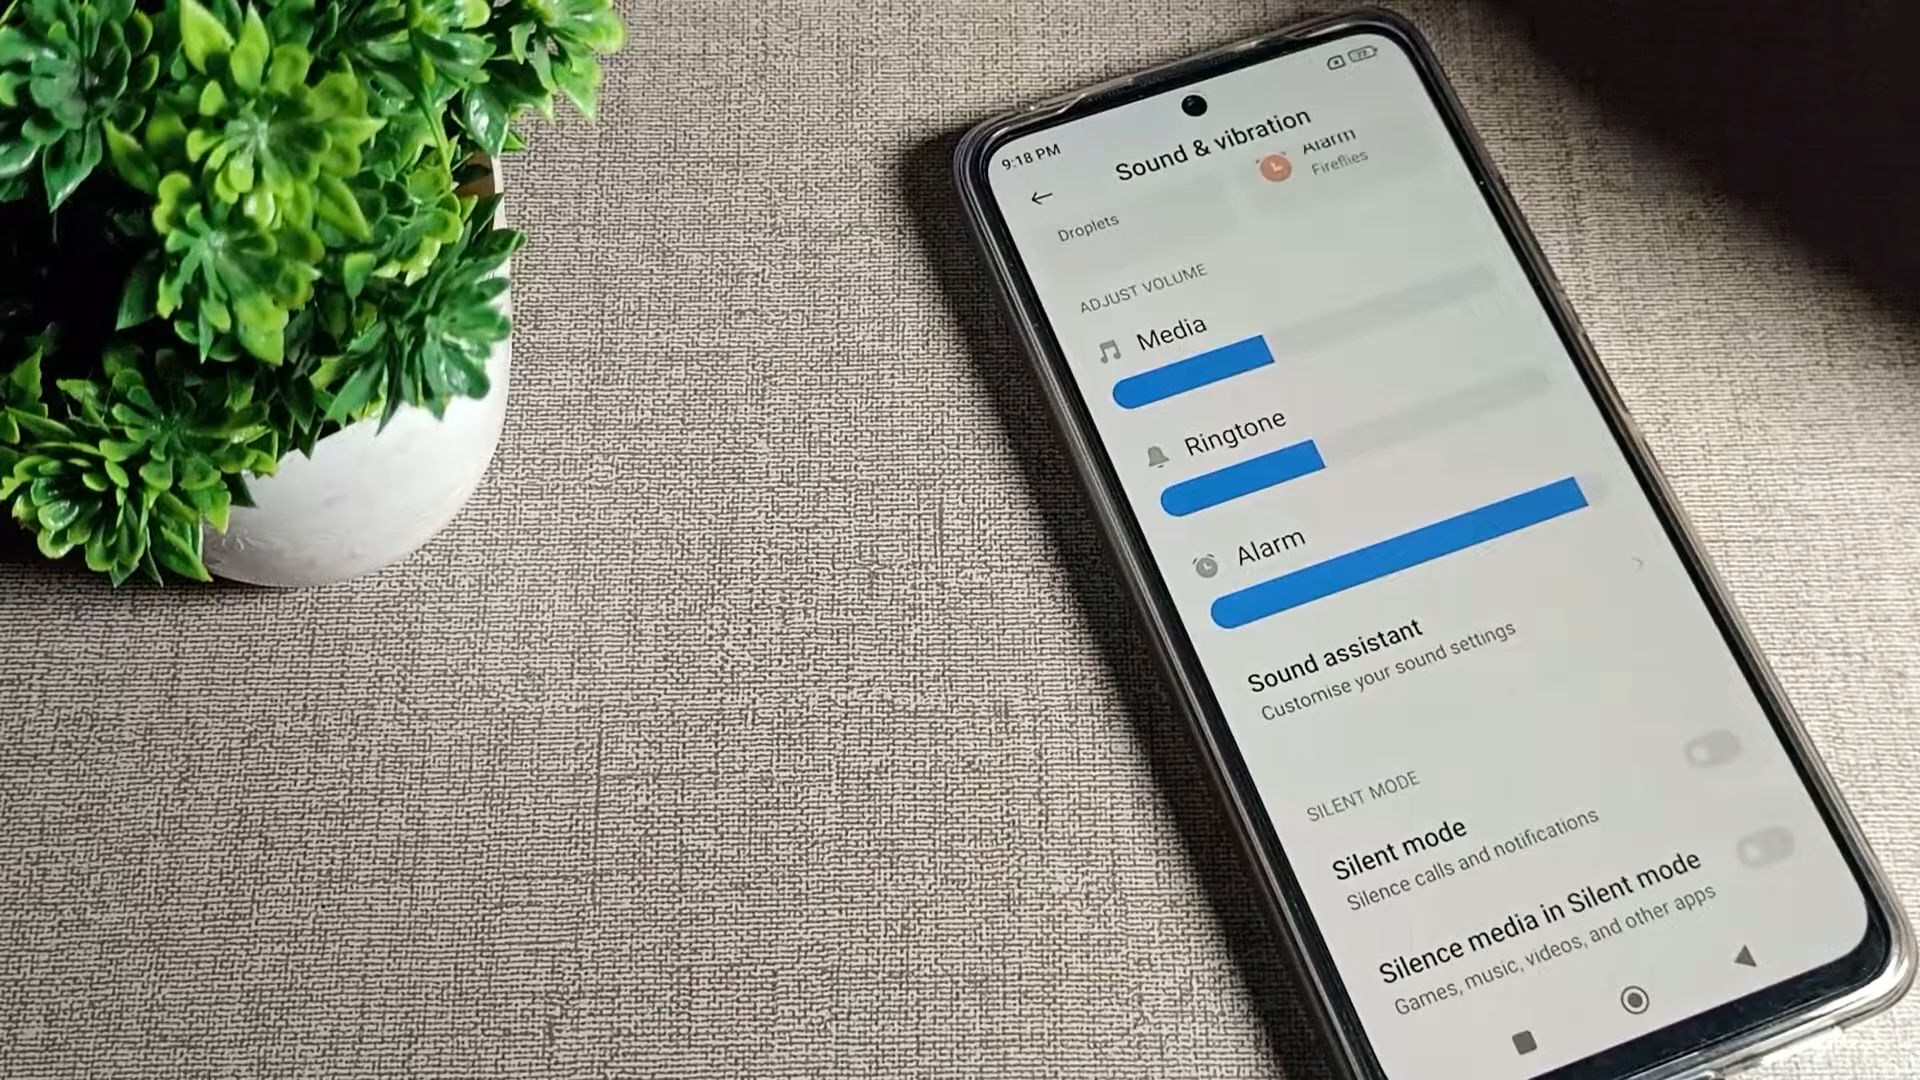 9:18 PM
Sound & vibration
Alarm
Fireflies
Droplets
ADJUST VOLUME
Media
Ringtone
Alarm
Sound assistant
Customise your sound settings
SILENT MODE
Silent mode
Silence calls and notifications
Silence media in Silent mode
Games, music, videos, and other apps